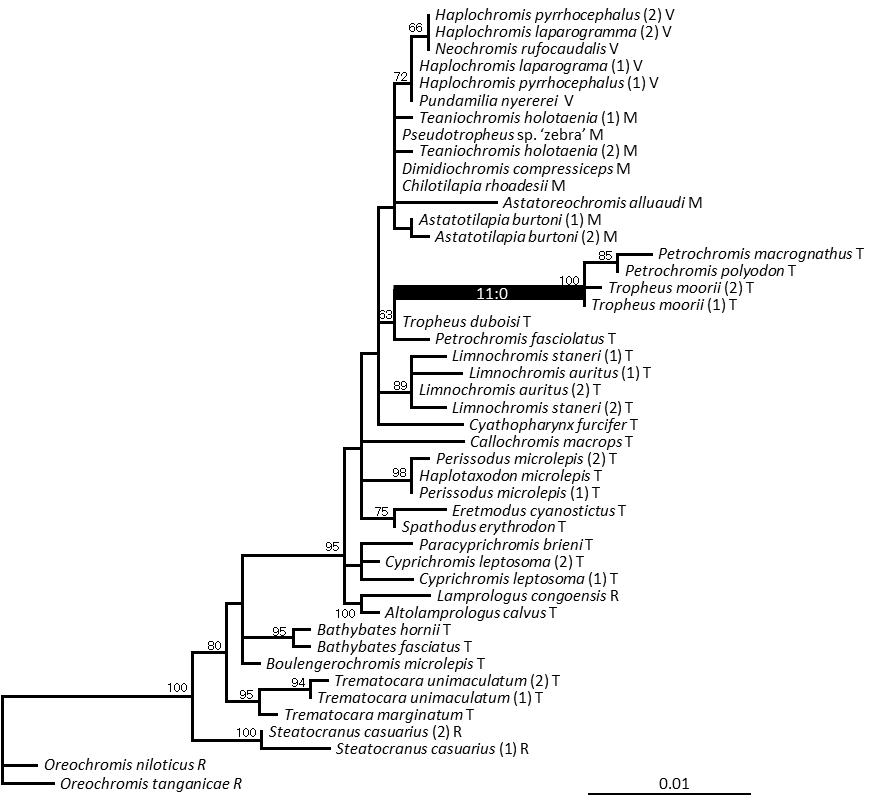 Haplochromis pyrrhocephalus (2) V
66
Haplochromis laparogramma (2) V
Neochromis rufocaudalis V
Haplochromis laparograma (1) V
72
Haplochromis pyrrhocephalus (1) V
Pundamilia nyererei V
Teaniochromis holotaenia (1) M
Pseudotropheus sp. ‘zebra’ M
Teaniochromis holotaenia (2) M
Dimidiochromis compressiceps M
Chilotilapia rhoadesii M
Astatoreochromis alluaudi M
Astatotilapia burtoni (1) M
Astatotilapia burtoni (2) M
85
Petrochromis macrognathus T
Petrochromis polyodon T
100
Tropheus moorii (2) T
11:0
Tropheus moorii (1) T
63
Tropheus duboisi T
Petrochromis fasciolatus T
Limnochromis staneri (1) T
Limnochromis auritus (1) T
89
Limnochromis auritus (2) T
Limnochromis staneri (2) T
Cyathopharynx furcifer T
Callochromis macrops T
Perissodus microlepis (2) T
98
Haplotaxodon microlepis T
Perissodus microlepis (1) T
75
Eretmodus cyanostictus T
Spathodus erythrodon T
95
Paracyprichromis brieni T
Cyprichromis leptosoma (2) T
Cyprichromis leptosoma (1) T
Lamprologus congoensis R
100
Altolamprologus calvus T
95
Bathybates hornii T
80
Bathybates fasciatus T
Boulengerochromis microlepis T
94
Trematocara unimaculatum (2) T
100
95
Trematocara unimaculatum (1) T
Trematocara marginatum T
100
Steatocranus casuarius (2) R
Steatocranus casuarius (1) R
Oreochromis niloticus R
Oreochromis tanganicae R
0.01